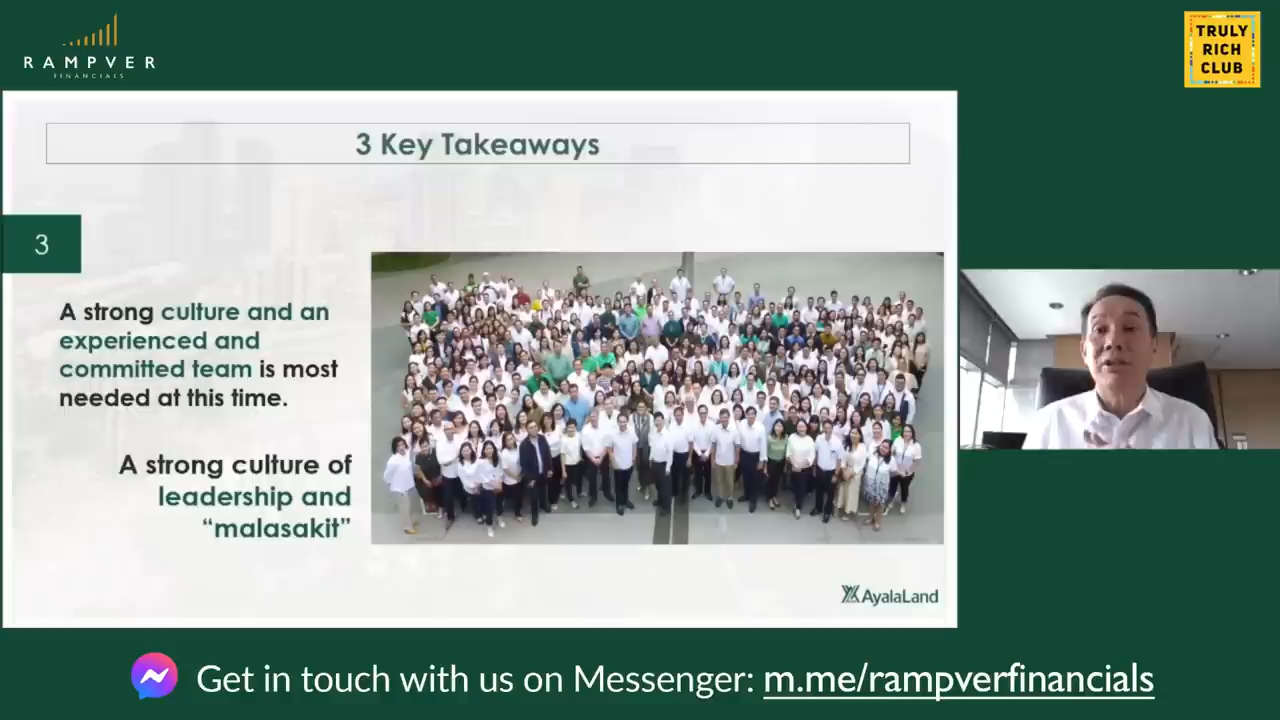 RAMPVER
FINANCIALS
TRULY
RICH
CLUB
3 Key Takeaways
3
A strong culture and an
experienced and
committed team is most
needed at this time.
A strong culture of
leadership and
“malasakit”
AyalaLand
Get in touch with us on Messenger: m.me/rampverfinancials